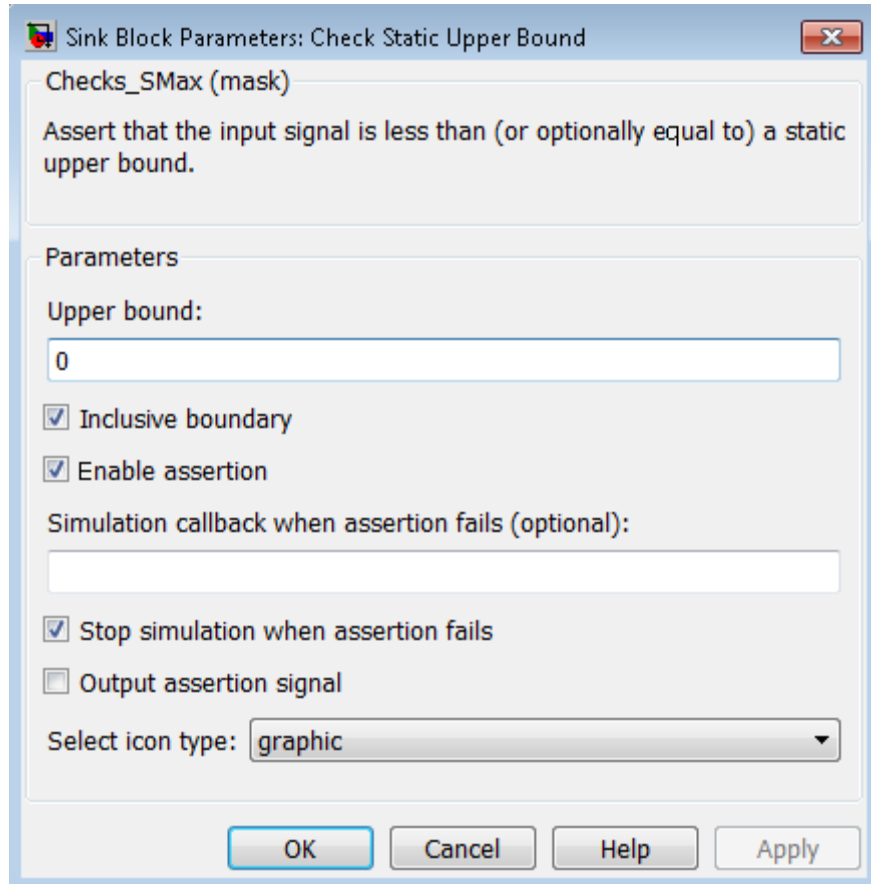 Sink Block Parameters: Check Static Upper Bound
Checks_SMax (mask)
Assert that the input signal is less than (or optionally equal to) a static
upper bound.
Parameters
Upper bound:
0
Inclusive boundary
Enable assertion
Simulation callback when assertion fails (optional):
Stop simulation when assertion fails
Output assertion signal
Select icon type: graphic
OK Cancel Help Apply